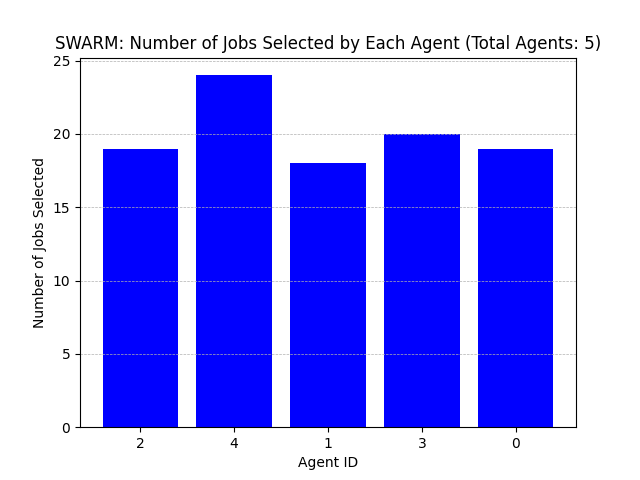 SWARM: Number of Jobs Selected by Each Agent (Total Agents: 5)
25
20
15
10
5
0
Number of Jobs Selected
2 4 1 3 0
Agent ID